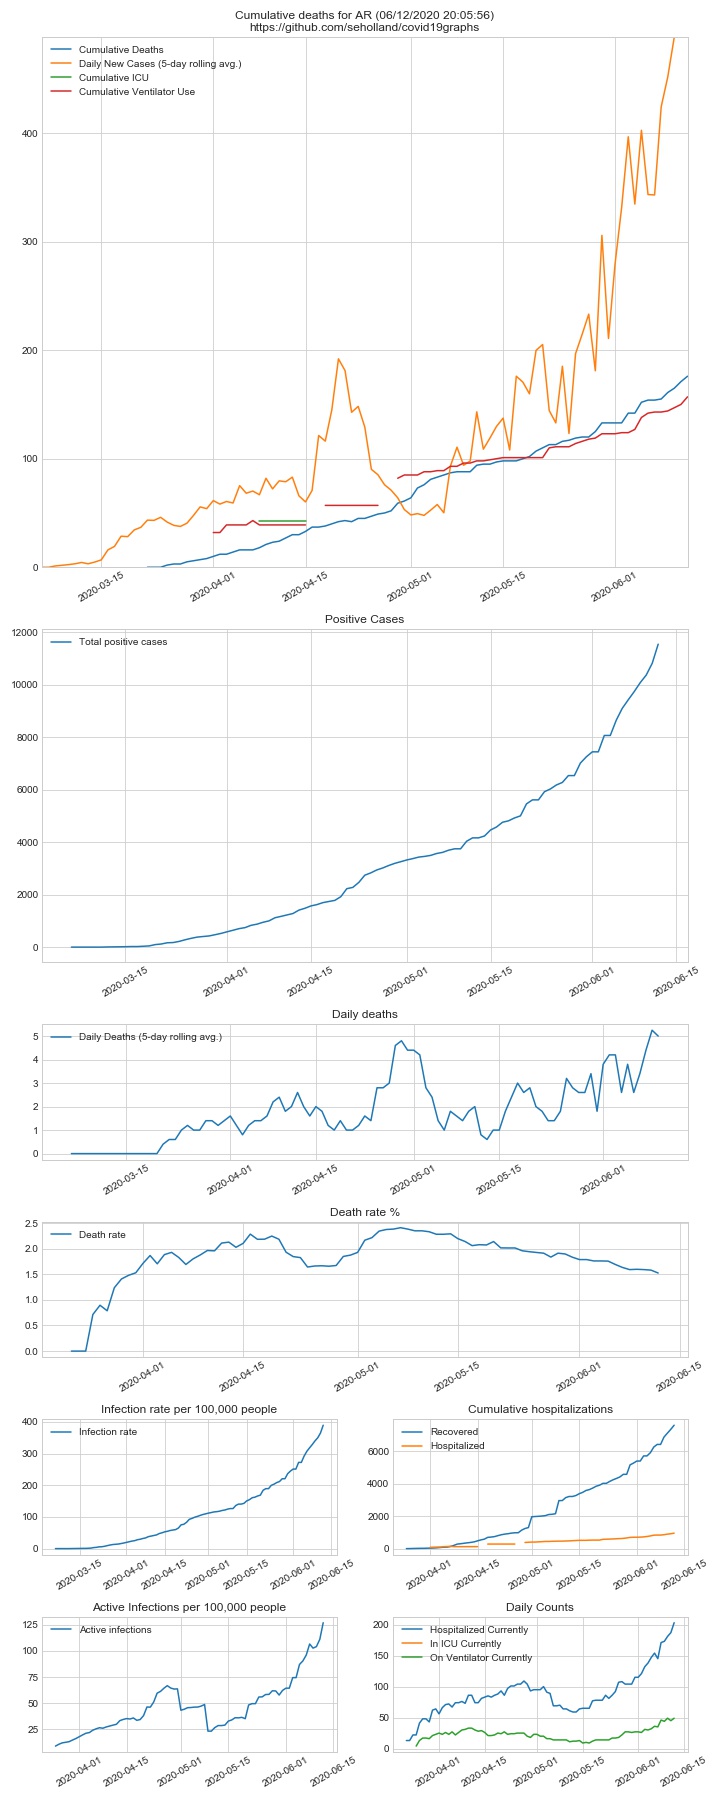 Cumulative deaths for AR (06/12/2020 20:05:56)
https://github.com/seholland/covid19graphs
Cumulative Deaths
Daily New Cases (5-day rolling avg.)
Cumulative ICU
Cumulative Ventilator Use
400
300
200
100
0
2020-03-15 2020-04-01 2020-04-15 2020-05-01 2020-05-15 2020-06-01
Positive Cases
Total positive cases
12000
10000
8000
6000
4000
2000
0
2020-03-15 2020-04-01 2020-04-15 2020-05-01 2020-05-15 2020-06-01 2020-06-15
Daily deaths
Daily Deaths (5-day rolling avg.)
5
4
3
2
1
0
2020-03-15 2020-04-01 2020-04-15 2020-05-01 2020-05-15 2020-06-01
Death rate %
Death rate
2.5
2.0
1.5
1.0
0.5
0.0
2020-04-01 2020-04-15 2020-05-01 2020-05-15 2020-06-01 2020-06-15
Infection rate per 100,000 people
Infection rate
400
300
200
100
0
2020-03-15 2020-04-01 2020-04-15 2020-05-01 2020-05-15 2020-06-01 2020-06-15
Cumulative hospitalizations
Recovered
Hospitalized
6000
4000
2000
0
2020-04-01 2020-04-15 2020-05-01 2020-05-15 2020-06-01 2020-06-15
Active Infections per 100,000 people
Active infections
125
100
75
50
25
2020-04-01 2020-04-15 2020-05-01 2020-05-15 2020-06-01 2020-06-15
Daily Counts
Hospitalized Currently
In ICU Currently
On Ventilator Currently
200
150
100
50
0
2020-04-01 2020-04-15 2020-05-01 2020-05-15 2020-06-01 2020-06-15